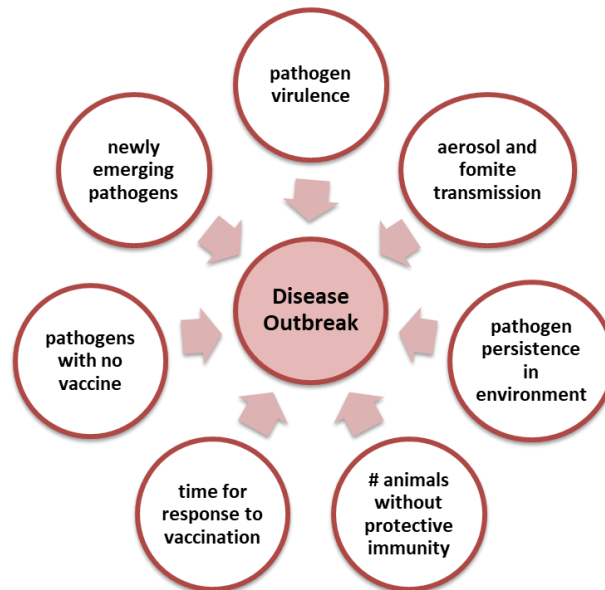 pathogen
virulence
aerosol and
fomite
transmission
pathogen
persistence
in
environment
# animals
without
protective
immunity
time for
response to
vaccination
pathogens
with no
vaccine
newly
emerging
pathogens
Disease
Outbreak